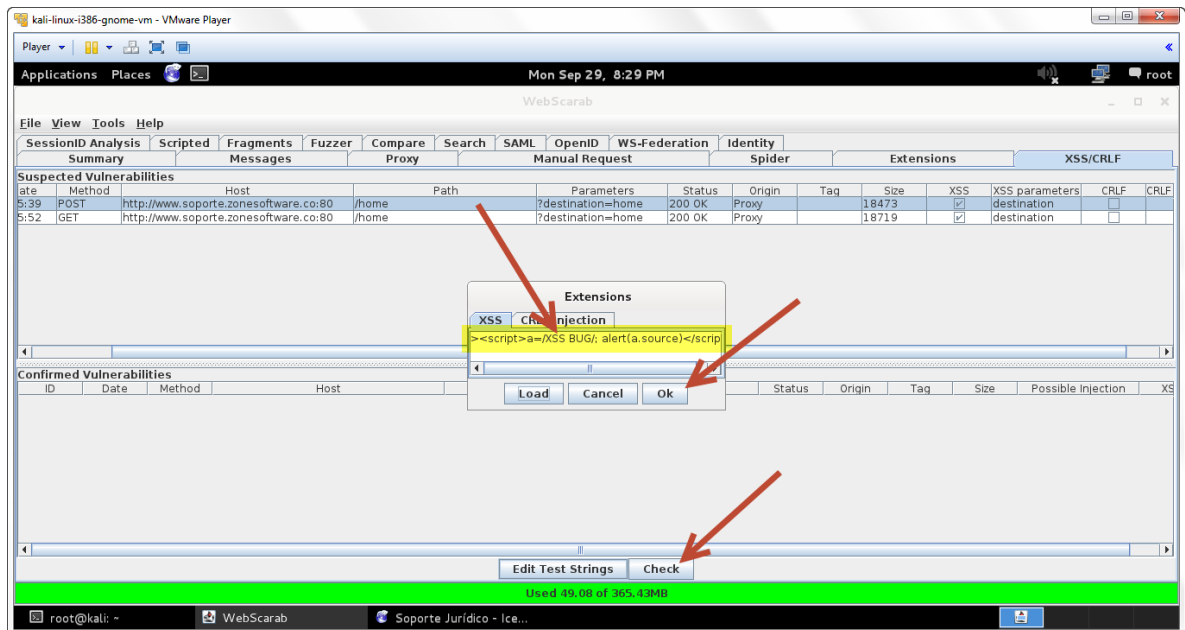 kali-linux-i386-gnome-vm - VMware Player
Player
Applications Places Mon Sep 29, 8:29 PM root
WebScarab
File View Tools Help
SessionID Analysis Scripted Fragments Fuzzer Compare Search SAML OpenID WS-Federation Identity
Summary Messages Proxy Manual Request Spider Extensions XSS/CRLF
Suspected Vulnerabilities
ate Method Host Path Parameters Status Origin Tag Size XSS XSS parameters CRLF CRLF
5:39 POST http://www.soporte.zonesoftware.co:80 /home ?destination=home 200 OK Proxy 18473 destination
5:52 GET http://www.soporte.zonesoftware.co:80 /home ?destination=home 200 OK Proxy 18719 destination
Extensions
XSS CRLF Injection
><script>a=/XSS BUG/; alert(a.source)</scrip
Load Cancel Ok
Confirmed Vulnerabilities
ID Date Method Host Status Origin Tag Size Possible Injection XS
Edit Test Strings Check
Used 49.08 of 365.43MB
root@kali: ~ WebScarab Soporte Jurídico - Ice...